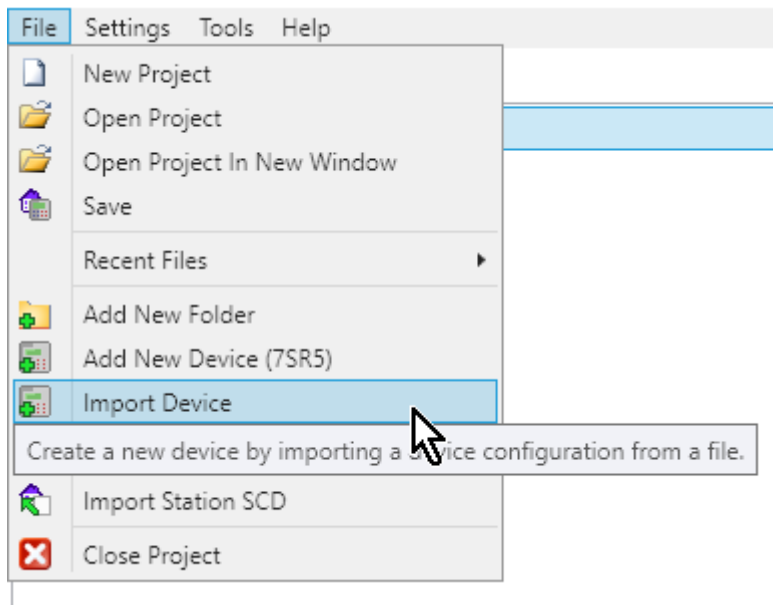 File Settings Tools Help
New Project
Open Project
Open Project In New Window
Save
Recent Files
Add New Folder
Add New Device (7SR5)
Import Device
Create a new device by importing a device configuration from a file.
Import Station SCD
Close Project